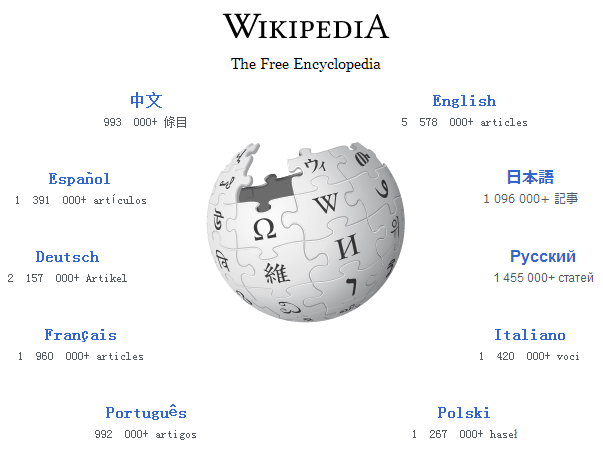 WIKIPEDIA
The Free Encyclopedia
中文
993 000+ 條目
English
5 578 000+ articles
Español
1 391 000+ artículos
日本語
1 096 000+ 記事
Deutsch
2 157 000+ Artikel
Русский
1 455 000+ статей
Français
1 960 000+ articles
Italiano
1 420 000+ voci
Português
992 000+ artigos
Polski
1 267 000+ haseł
ウィ
W
Ω
И
維